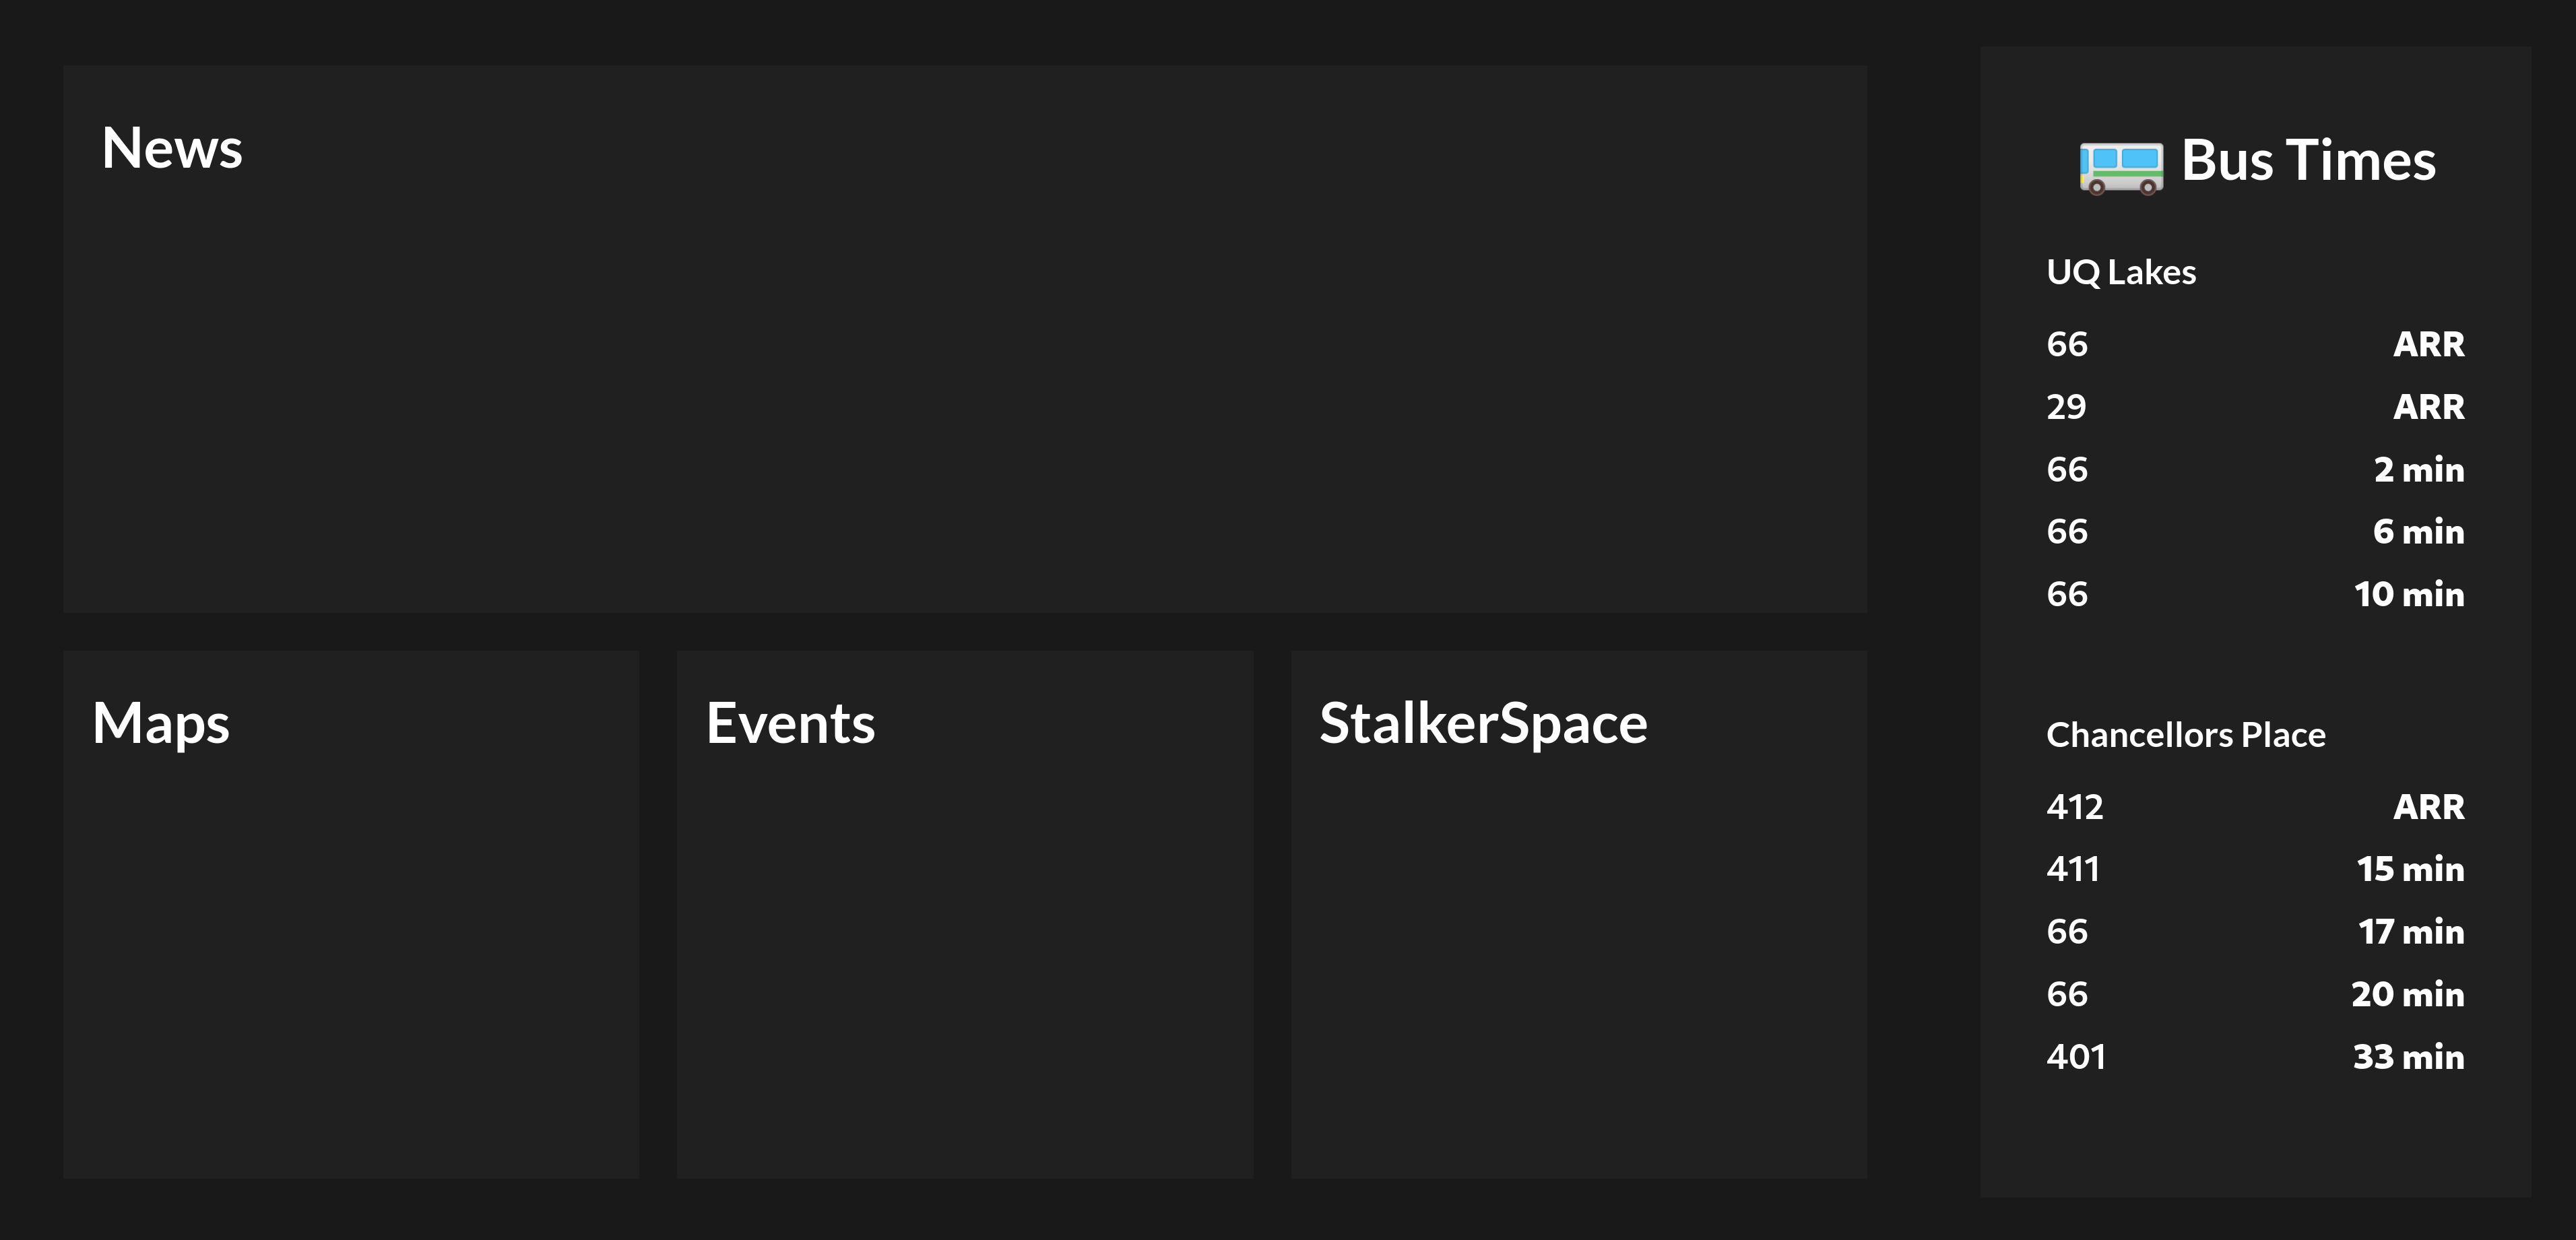 News
Maps
Events
StalkerSpace
Bus Times
UQ Lakes
66 ARR
29 ARR
66 2 min
66 6 min
66 10 min
Chancellors Place
412 ARR
411 15 min
66 17 min
66 20 min
401 33 min